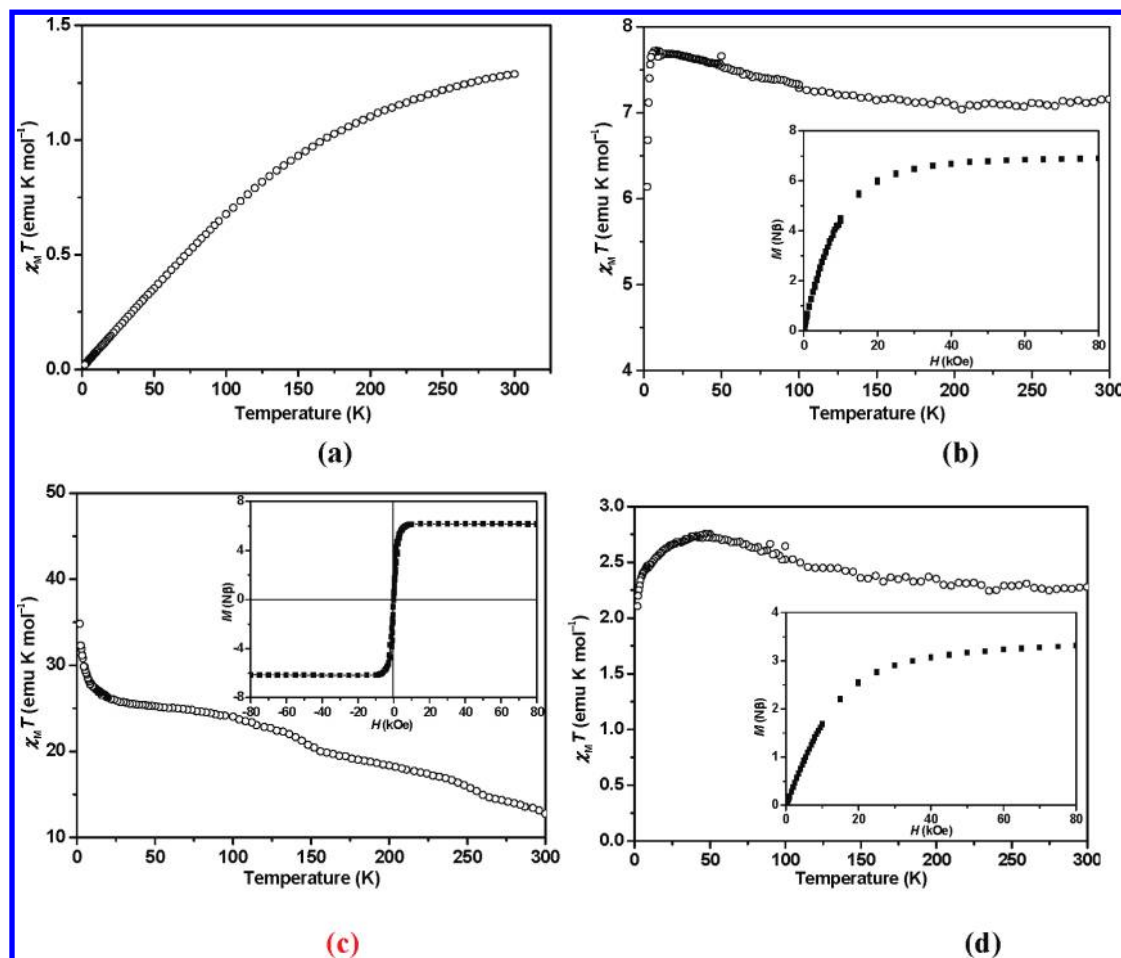 1.5
1.0
0.5
0.0
χM T (emu K mol–1)
0 50 100 150 200 250 300
Temperature (K)
(a)
8
7
6
5
4
χM T (emu K mol–1)
0 50 100 150 200 250 300
Temperature (K)
8
6
4
2
0
M (Nβ)
0 20 40 60 80
H (kOe)
(b)
50
40
30
20
10
χM T (emu K mol–1)
0 50 100 150 200 250 300
Temperature (K)
8
4
0
-4
-8
M (Nβ)
-80 -60 -40 -20 0 20 40 60 80
H (kOe)
(c)
3.0
2.5
2.0
1.5
1.0
0.5
0.0
χM T (emu K mol–1)
0 50 100 150 200 250 300
Temperature (K)
4
3
2
1
0
M (Nβ)
0 20 40 60 80
H (kOe)
(d)